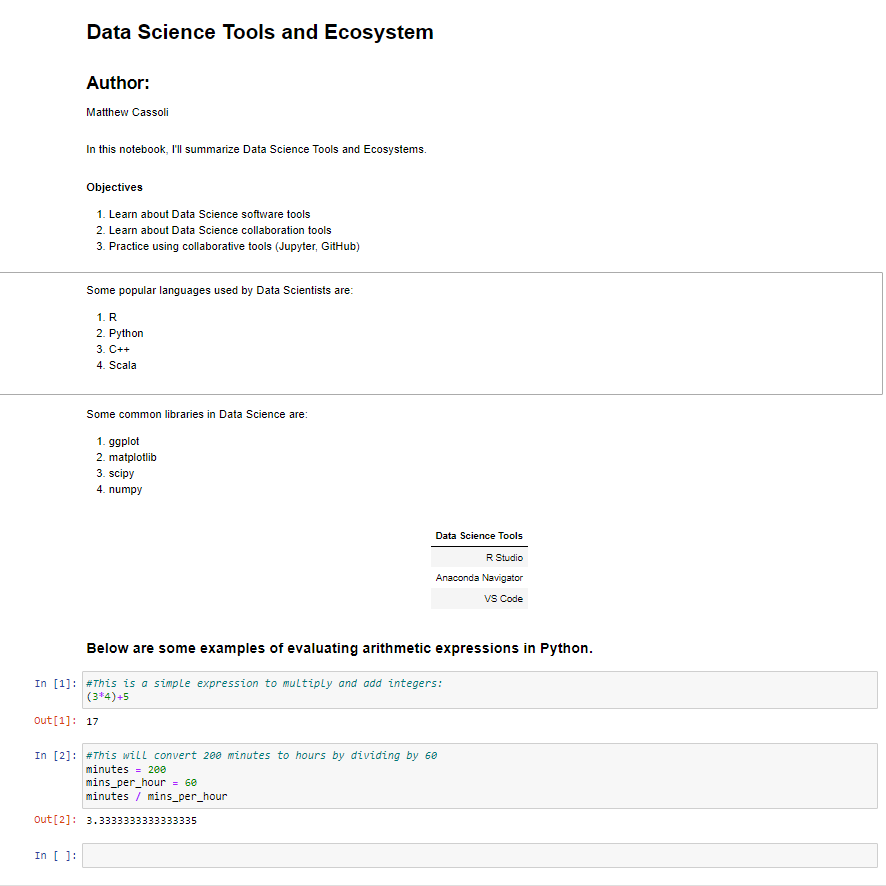 Data Science Tools and Ecosystem
Author:
Matthew Cassoli
In this notebook, I'll summarize Data Science Tools and Ecosystems.
Objectives
1. Learn about Data Science software tools
2. Learn about Data Science collaboration tools
3. Practice using collaborative tools (Jupyter, GitHub)
Some popular languages used by Data Scientists are:
1. R
2. Python
3. C++
4. Scala
Some common libraries in Data Science are:
1. ggplot
2. matplotlib
3. scipy
4. numpy
Data Science Tools
R Studio
Anaconda Navigator
VS Code
Below are some examples of evaluating arithmetic expressions in Python.
In [1]: #This is a simple expression to multiply and add integers:
(3*4)+5
Out[1]: 17
In [2]: #This will convert 200 minutes to hours by dividing by 60
minutes = 200
mins_per_hour = 60
minutes / mins_per_hour
Out[2]: 3.3333333333333335
In [ ]: